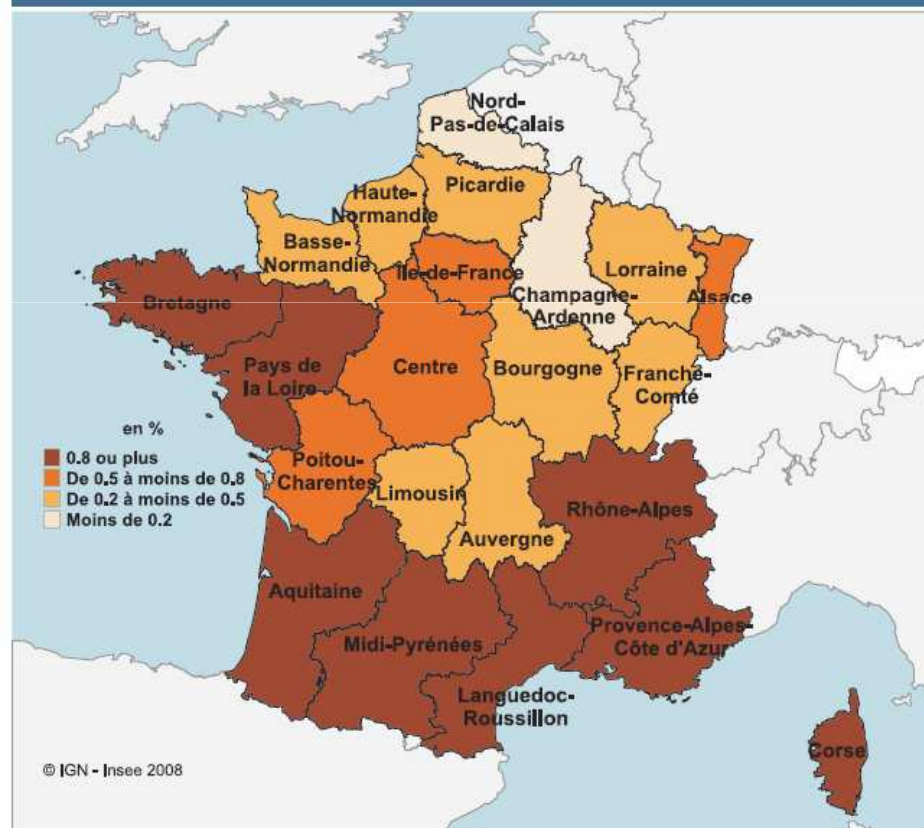 Nord-
Pas-de-Calais
Picardie
Haute-
Normandie
Basse-
Normandie
Île-de-France
Lorraine
Alsace
Champagne-
Ardenne
Bretagne
Pays de
la Loire
Centre
Bourgogne
Franche-
Comté
en %
0.8 ou plus
De 0.5 à moins de 0.8
De 0.2 à moins de 0.5
Moins de 0.2
Poitou-
Charentes
Limousin
Auvergne
Rhône-Alpes
Aquitaine
Midi-Pyrénées
Provence-Alpes-
Côte d'Azur
Languedoc-
Roussillon
Corse
© IGN - Insee 2008